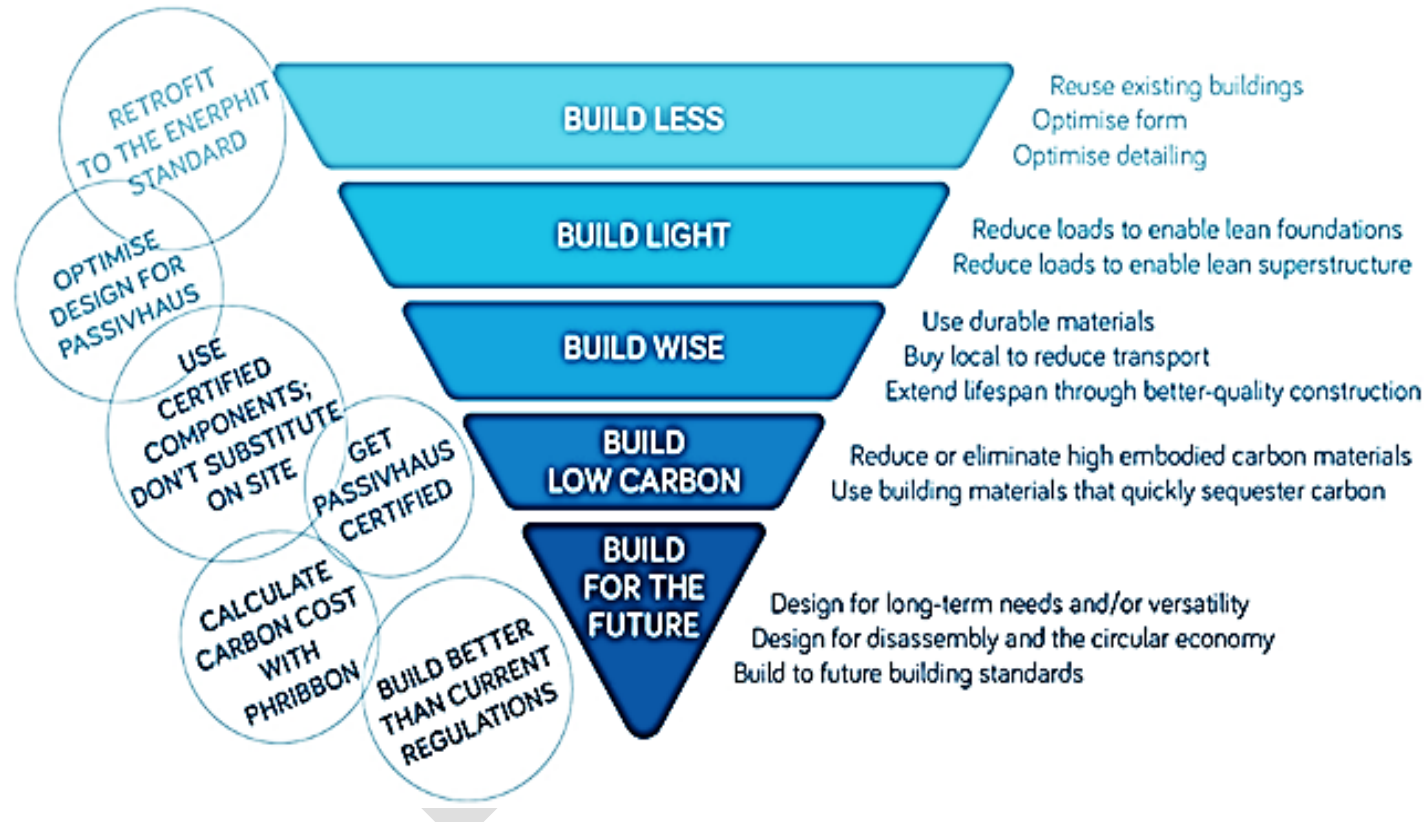 RETROFIT
TO THE ENERPHIT
STANDARD
OPTIMISE
DESIGN FOR
PASSIVHAUS
USE
CERTIFIED
COMPONENTS;
DON'T SUBSTITUTE
ON SITE
GET
PASSIVHAUS
CERTIFIED
CALCULATE
CARBON COST
WITH
PHRIBBON
BUILD BETTER
THAN CURRENT
REGULATIONS
BUILD LESS
Reuse existing buildings
Optimise form
Optimise detailing
BUILD LIGHT
Reduce loads to enable lean foundations
Reduce loads to enable lean superstructure
BUILD WISE
Use durable materials
Buy local to reduce transport
Extend lifespan through better-quality construction
BUILD
LOW CARBON
Reduce or eliminate high embodied carbon materials
Use building materials that quickly sequester carbon
BUILD
FOR THE
FUTURE
Design for long-term needs and/or versatility
Design for disassembly and the circular economy
Build to future building standards